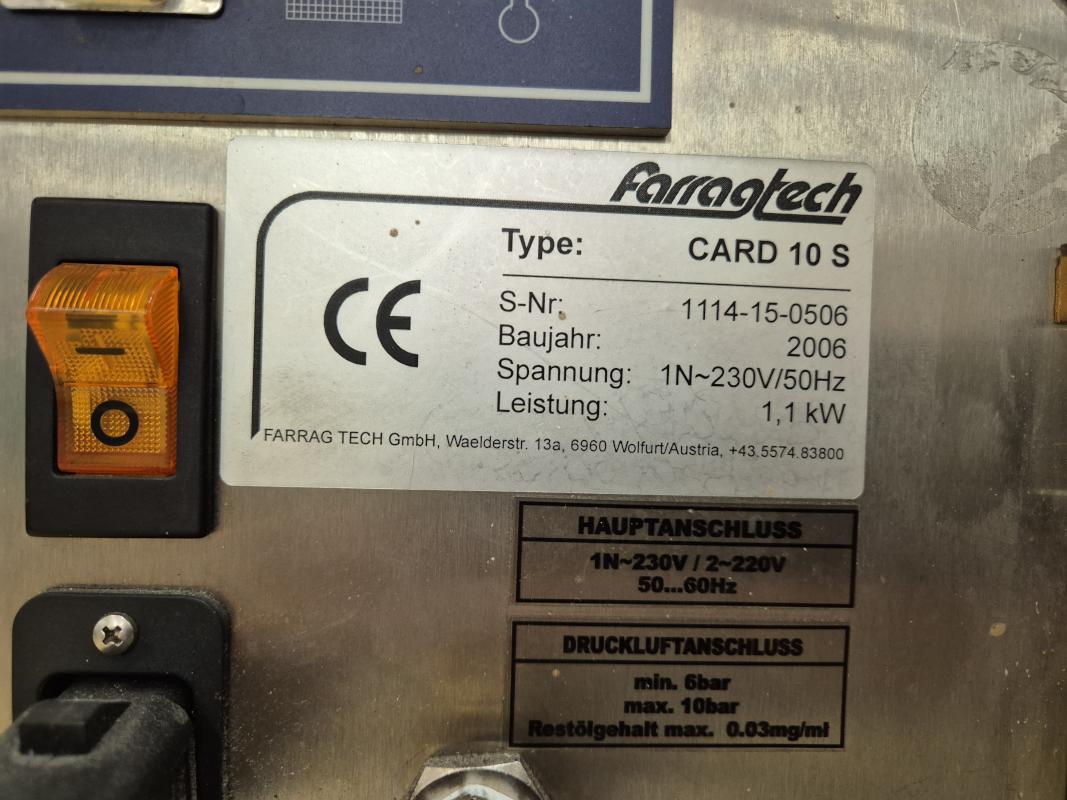 farragtech
Type: CARD 10 S
S-Nr: 1114-15-0506
Baujahr: 2006
Spannung: 1N~230V/50Hz
Leistung: 1,1 kW
CE
FARRAG TECH GmbH, Waelderstr. 13a, 6960 Wolfurt/Austria, +43.5574.83800
I
O
HAUPTANSCHLUSS
1N~230V / 2~220V
50...60Hz
DRUCKLUFTANSCHLUSS
min. 6bar
max. 10bar
Restölgehalt max. 0.03mg/ml